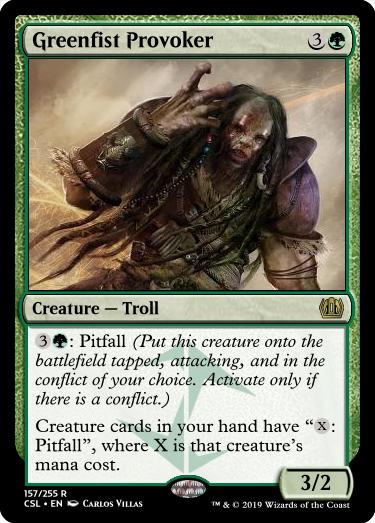 Greenfist Provoker 3
Creature — Troll
3: Pitfall (Put this creature onto the
battlefield tapped, attacking, and in the
conflict of your choice. Activate only if
there is a conflict.)
Creature cards in your hand have “X:
Pitfall”, where X is that creature's
mana cost.
3/2
157/255 R
CSL • EN Carlos Villas
™ & © 2019 Wizards of the Coast